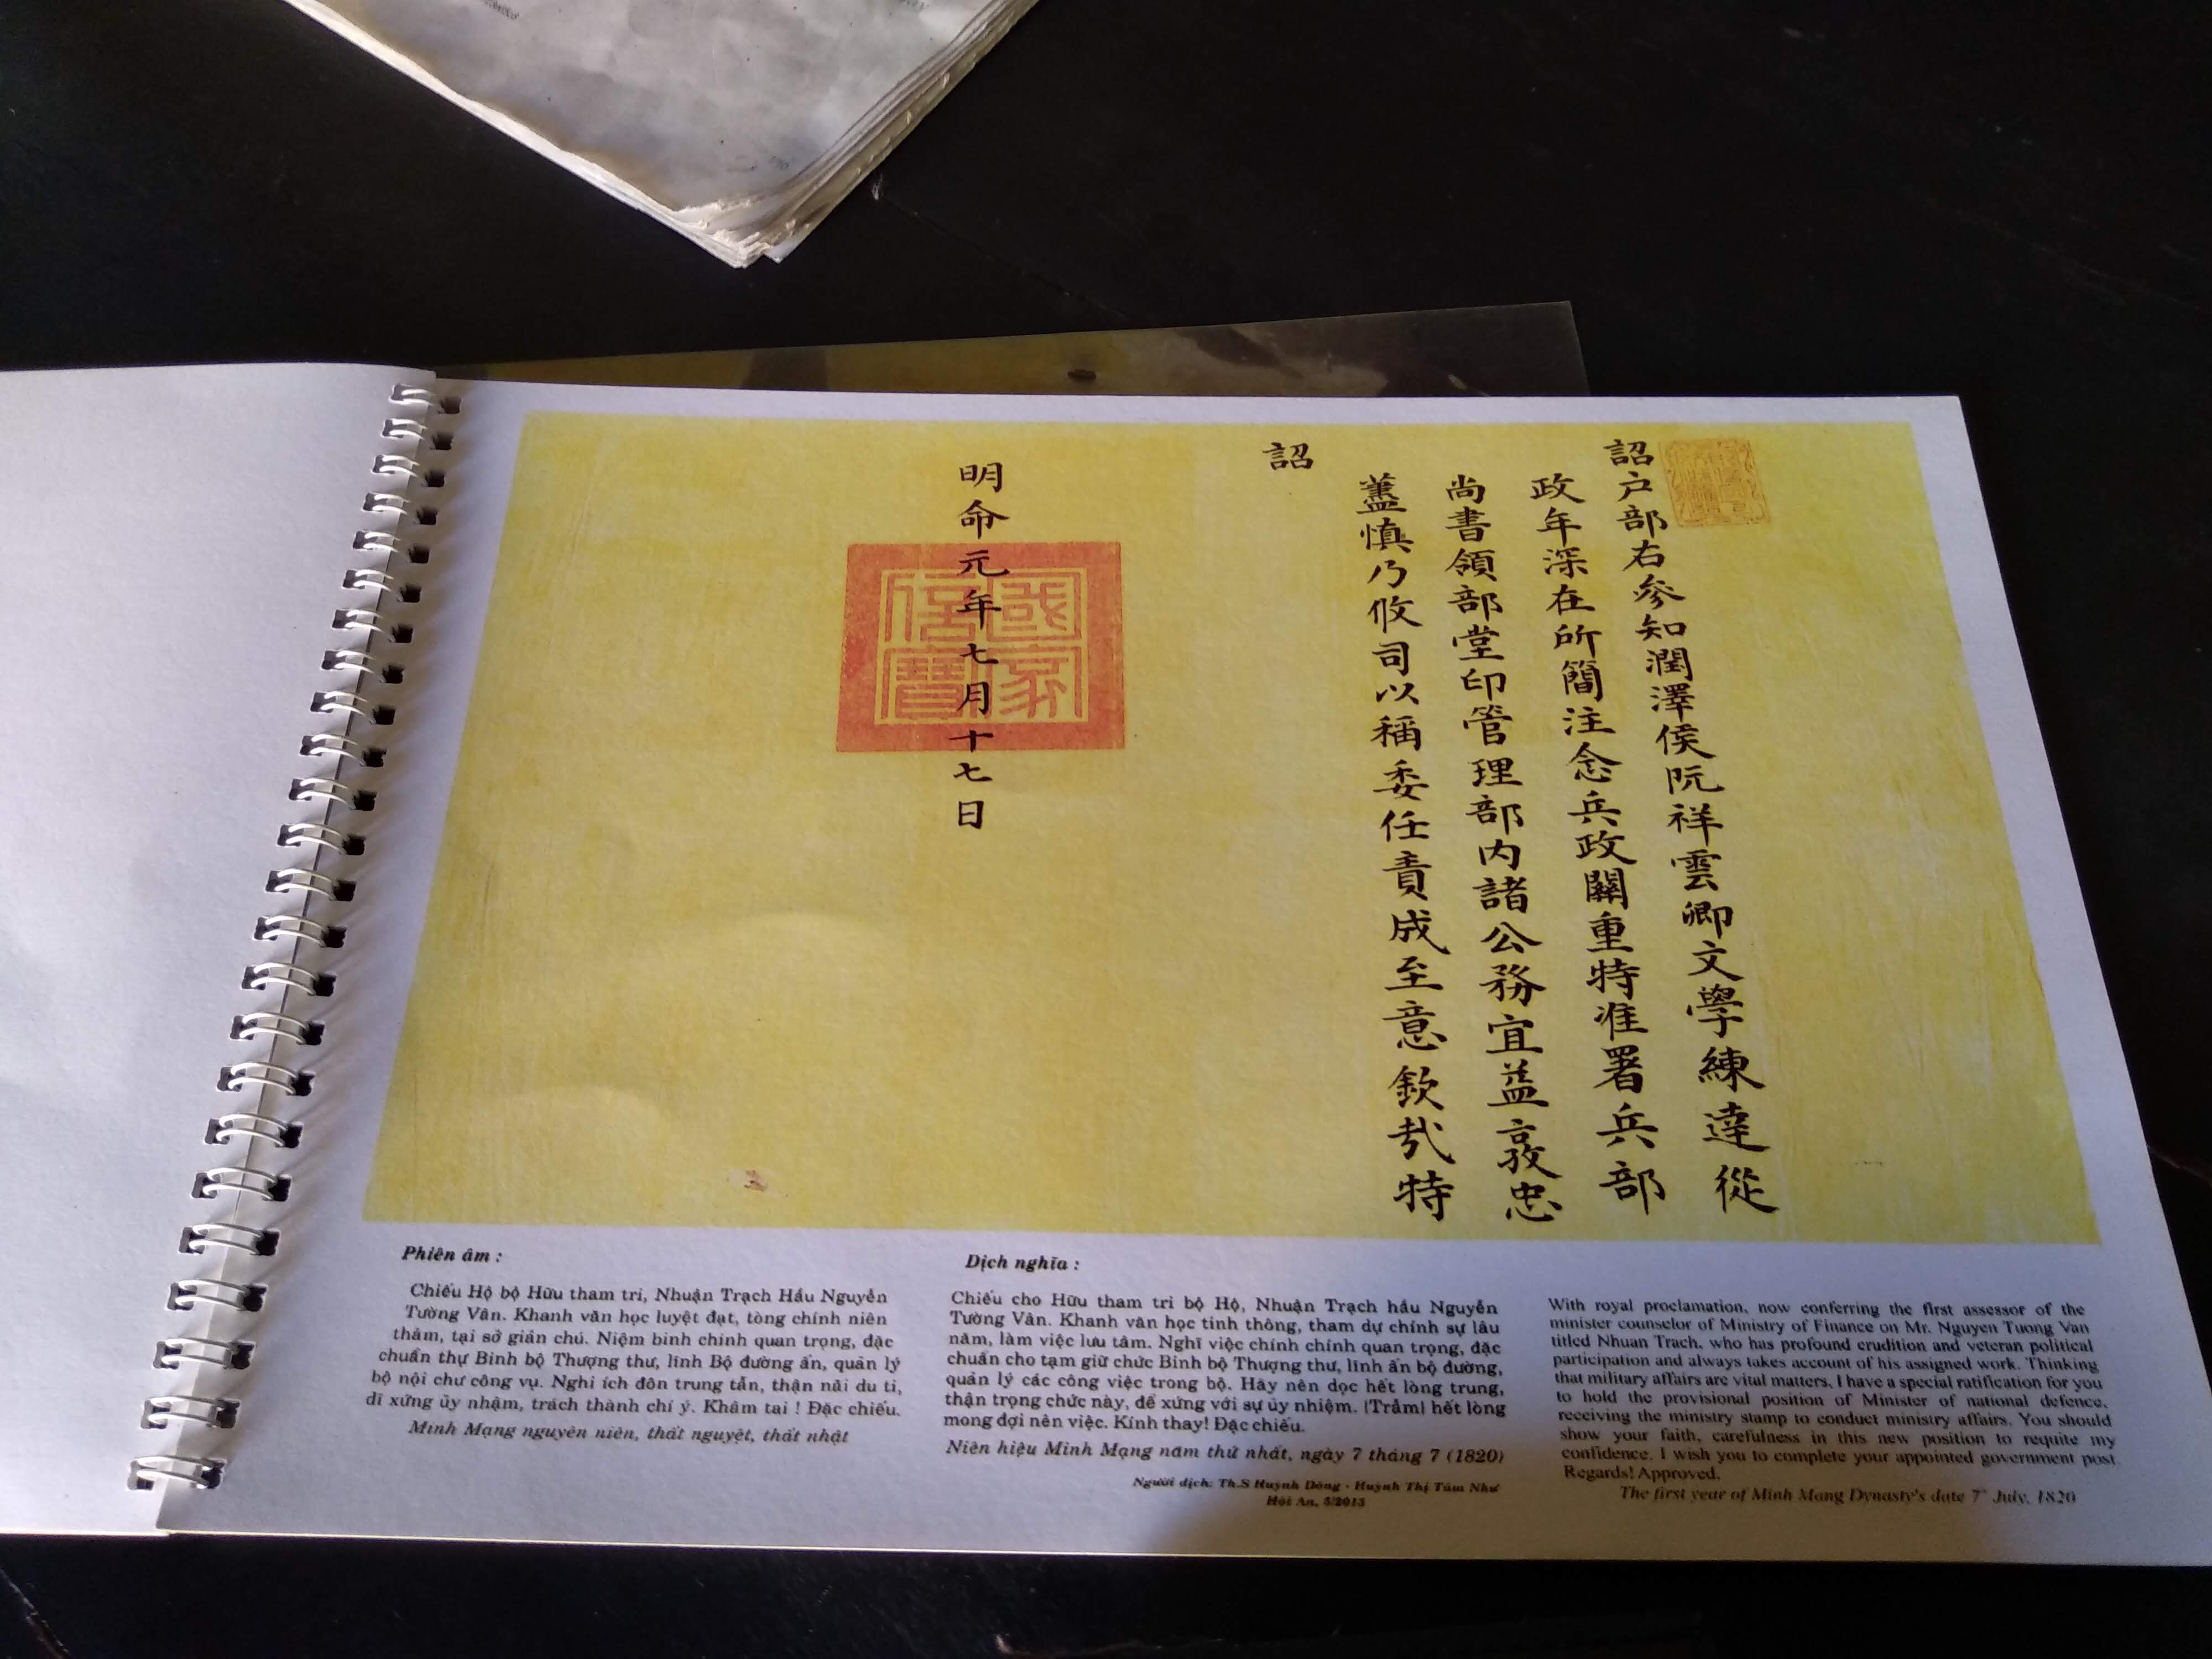 詔户部右參知潤澤侯阮祥雲卿文學練達從
政年深在所簡注念兵政關重特准署兵部
尚書領部堂印管理部内諸公務宜益敦忠
藎慎乃攸司以稱委任責成至意欽哉特
詔
明命元年七月十七日
國家信寶
Phiên âm :
Chiếu Hộ bộ Hữu tham tri, Nhuận Trạch Hầu Nguyễn
Tường Vân. Khanh văn học luyệt đạt, tòng chính niên
thâm, tại sở giản chú. Niệm binh chính quan trọng, đặc
chuẩn thự Binh bộ Thượng thư, lĩnh Bộ đường ấn, quản lý
bộ nội chư công vụ. Nghi ích đôn trung tẫn, thận nãi du ti,
dĩ xứng ủy nhậm, trách thành chí ý. Khâm tai ! Đặc chiếu.
Minh Mạng nguyên niên, thất nguyệt, thất nhật
Dịch nghĩa :
Chiếu cho Hữu tham tri bộ Hộ, Nhuận Trạch hầu Nguyễn
Tường Vân. Khanh văn học tinh thông, tham dự chính sự lâu
năm, làm việc lưu tâm. Nghĩ việc chính chính quan trọng, đặc
chuẩn cho tạm giữ chức Binh bộ Thượng thư, lĩnh ấn bộ đường,
quản lý các công việc trong bộ. Hãy nên dọc hết lòng trung,
thận trọng chức này, để xứng với sự ủy nhiệm. (Trẫm) hết lòng
mong đợi nên việc. Kính thay! Đặc chiếu.
Niên hiệu Minh Mạng năm thứ nhất, ngày 7 tháng 7 (1820)
Người dịch: Th.S Huỳnh Dõng - Huỳnh Thị Tâm Như
Hội An, 5/2013
With royal proclamation, now conferring the first assessor of the
minister counselor of Ministry of Finance on Mr. Nguyen Tuong Van
titled Nhuan Trach, who has profound erudition and veteran political
participation and always takes account of his assigned work. Thinking
that military affairs are vital matters, I have a special ratification for you
to hold the provisional position of Minister of national defence,
receiving the ministry stamp to conduct ministry affairs. You should
show your faith, carefulness in this new position to requite my
confidence. I wish you to complete your appointed government post.
Regards! Approved.
The first year of Minh Mang Dynasty's date 7th July, 1820